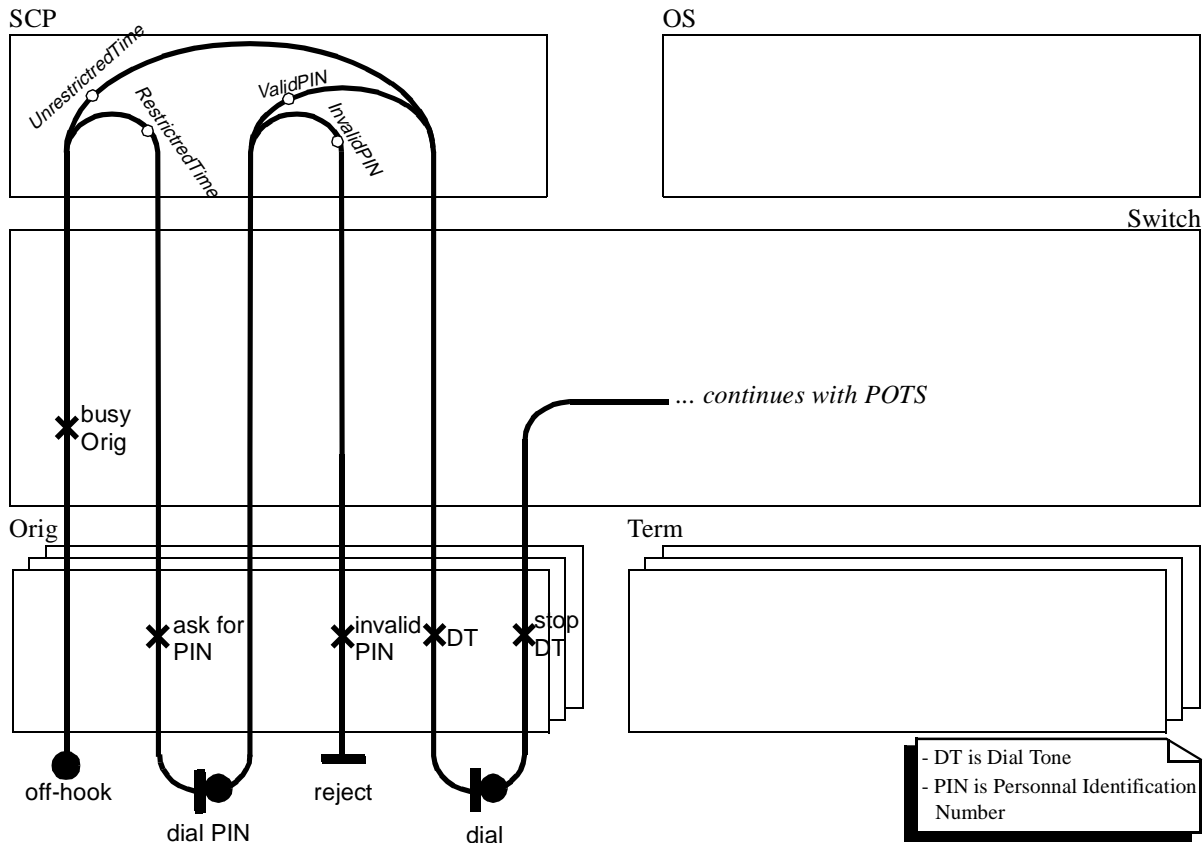 SCP
OS
UnrestrictredTime
RestrictredTime
ValidPIN
InvalidPIN
Switch
busy
Orig
... continues with POTS
Orig
Term
ask for
PIN
invalid
PIN
DT
stop
DT
off-hook
dial PIN
reject
dial
- DT is Dial Tone
- PIN is Personnal Identification
Number